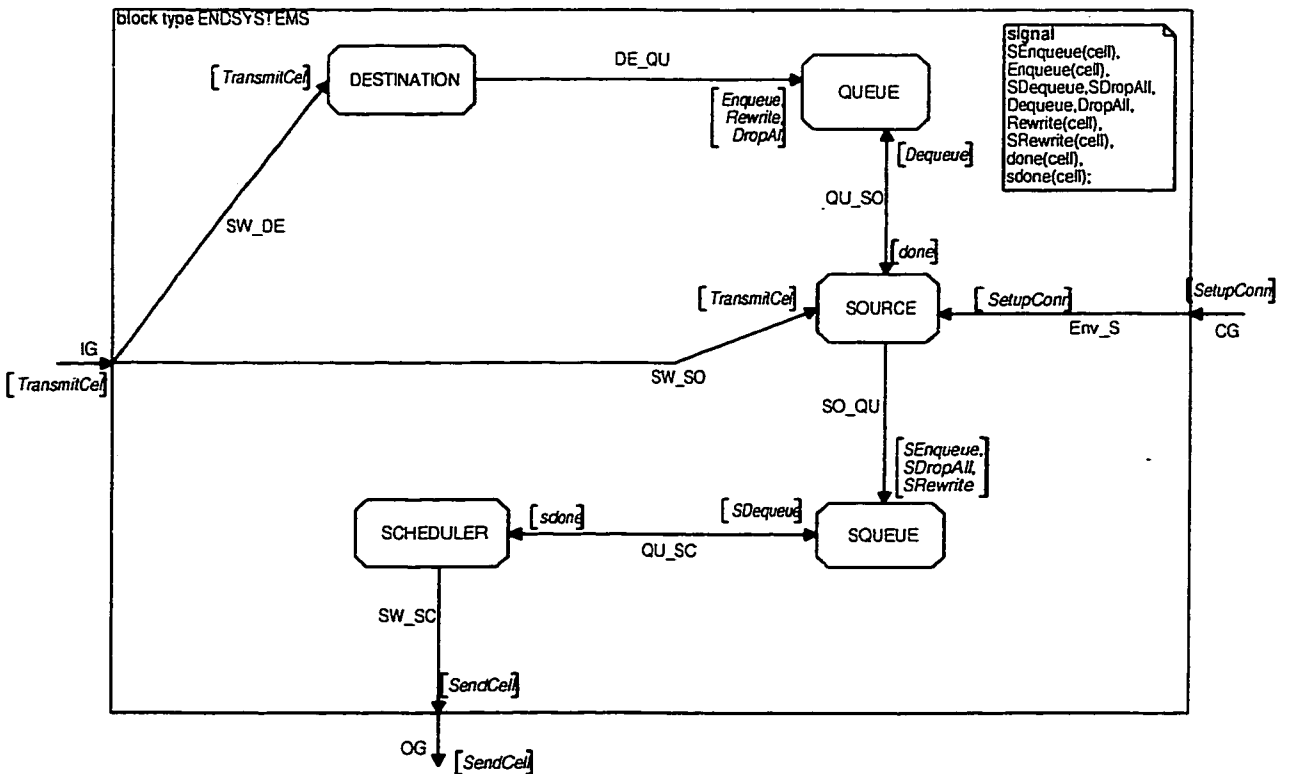 block type ENDSYSTEMS
signal
SEnqueue(cell),
Enqueue(cell),
SDequeue,SDropAll,
Dequeue,DropAll,
Rewrite(cell),
SRewrite(cell),
done(cell),
sdone(cell);
[TransmitCel]
DESTINATION
DE_QU
[Enqueue,
Rewrite,
DropAl]
QUEUE
[Dequeue]
QU_SO
SW_DE
[done]
[TransmitCel]
SOURCE
[SetupConn]
Env_S
[SetupConn]
CG
IG
[TransmitCel]
SW_SO
SO_QU
[SEnqueue,
SDropAll,
SRewrite]
SCHEDULER
[sdone]
[SDequeue]
QU_SC
SQUEUE
SW_SC
[SendCell]
OG
[SendCell]